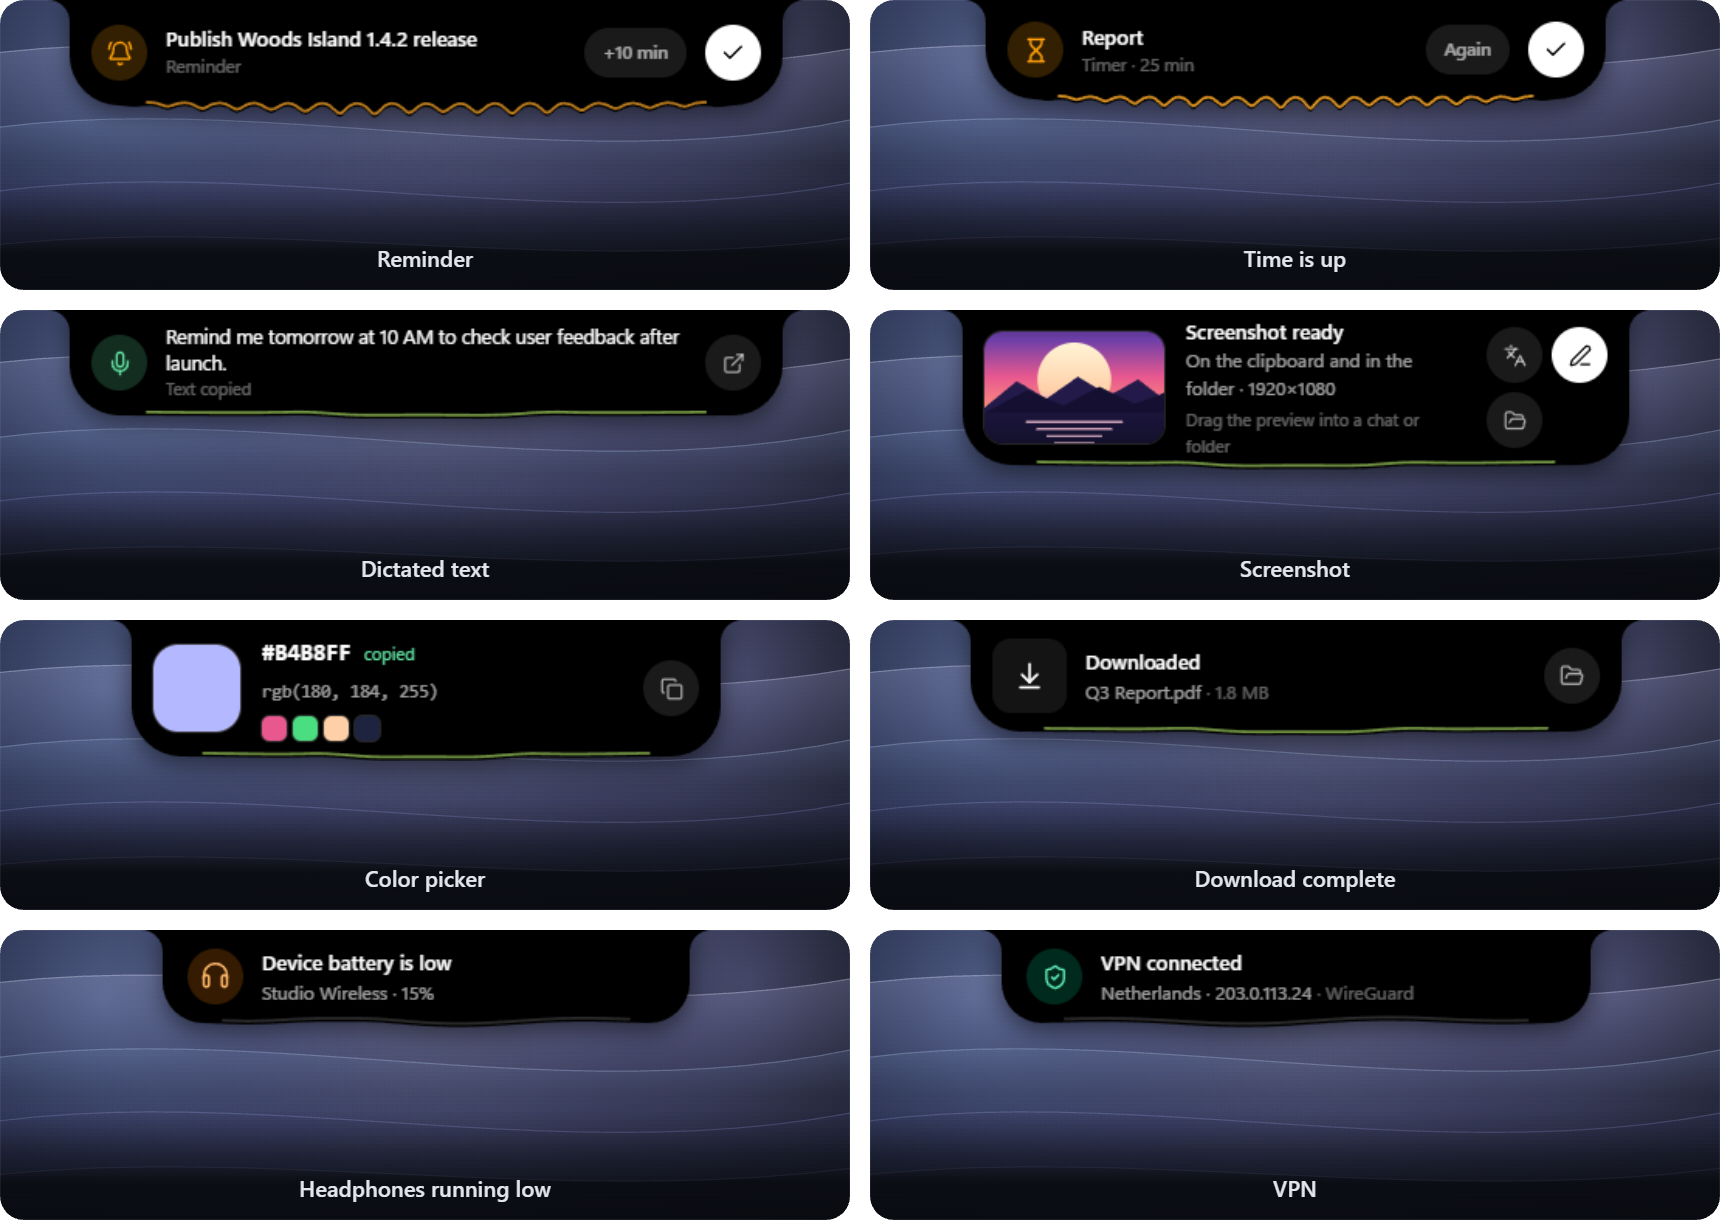 Publish Woods Island 1.4.2 release
Reminder
+10 min
Reminder
Report
Timer · 25 min
Again
Time is up
Remind me tomorrow at 10 AM to check user feedback after
launch.
Text copied
Dictated text
Screenshot ready
On the clipboard and in the
folder · 1920×1080
Drag the preview into a chat or
folder
Screenshot
#B4B8FF copied
rgb(180, 184, 255)
Color picker
Downloaded
Q3 Report.pdf · 1.8 MB
Download complete
Device battery is low
Studio Wireless · 15%
Headphones running low
VPN connected
Netherlands · 203.0.113.24 · WireGuard
VPN